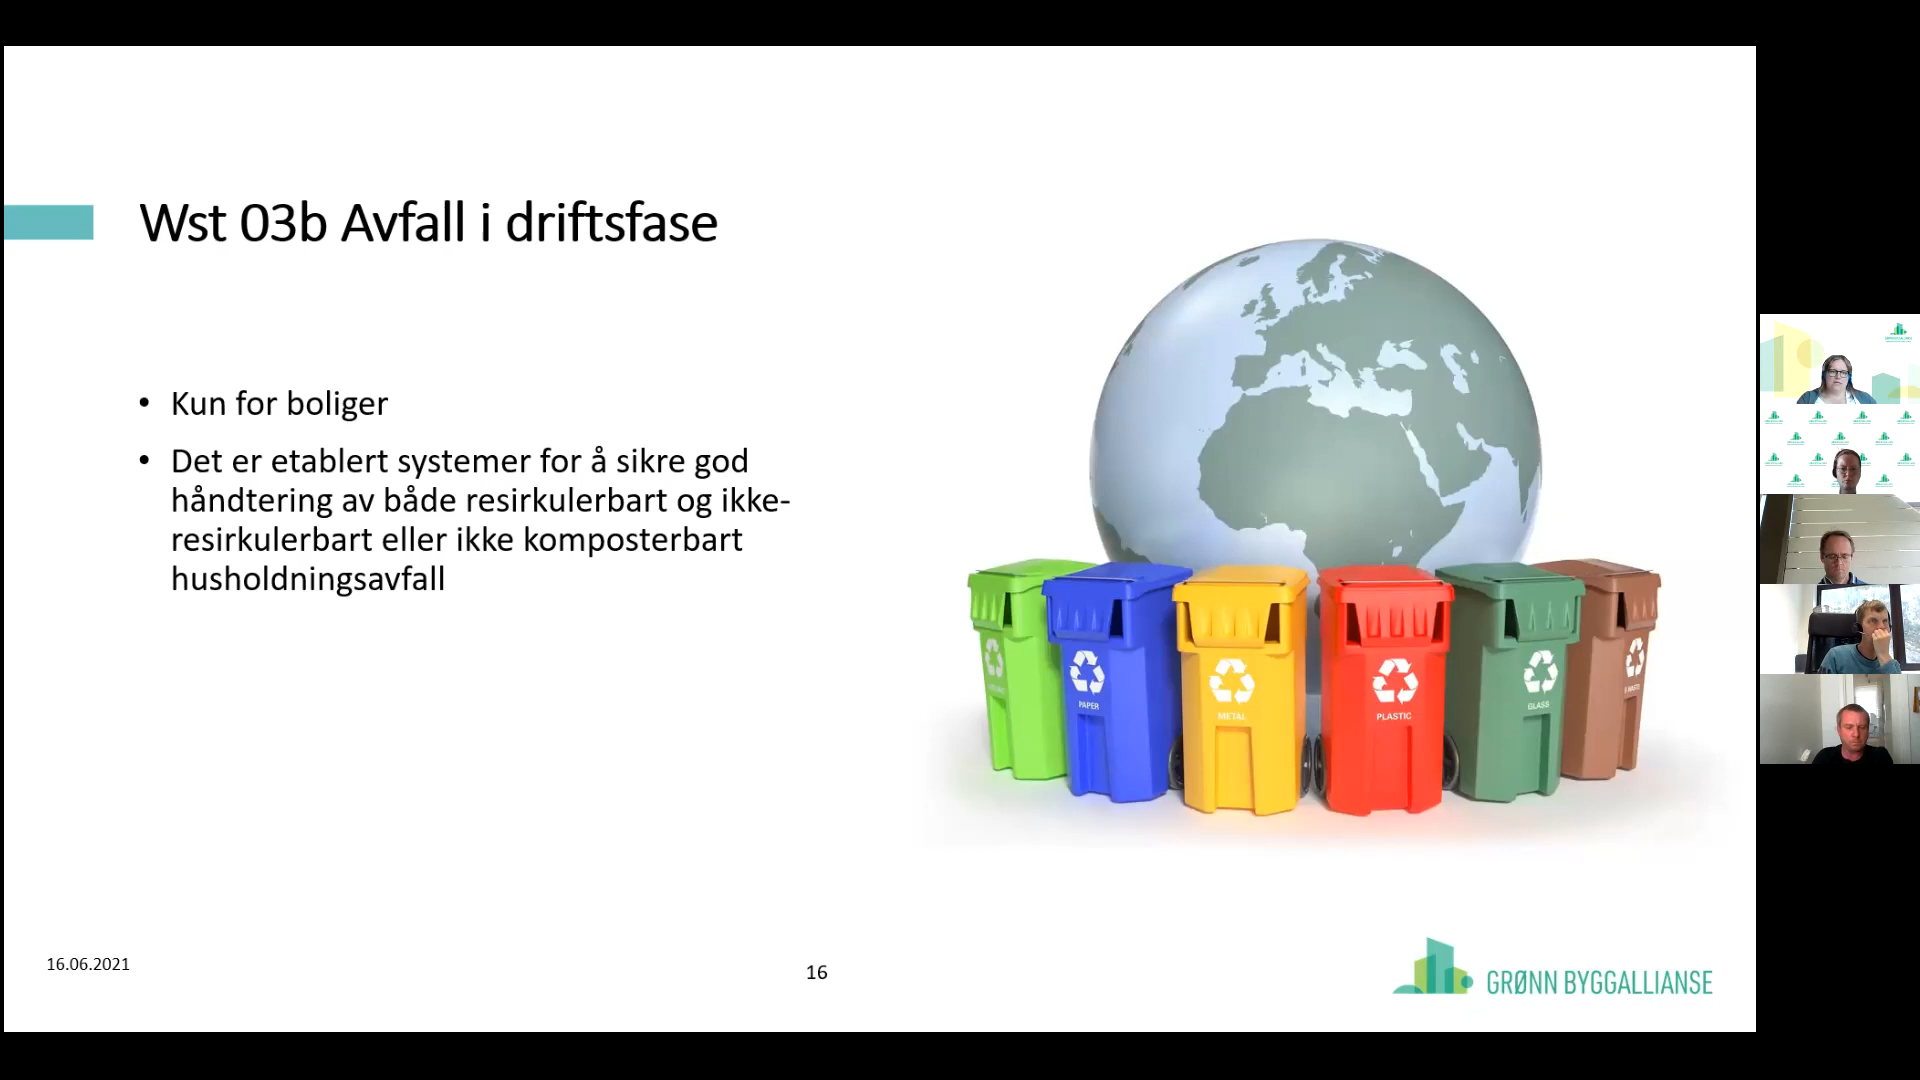 Wst 03b Avfall i driftsfase
• Kun for boliger
• Det er etablert systemer for å sikre god
håndtering av både resirkulerbart og ikke-
resirkulerbart eller ikke komposterbart
husholdningsavfall
PAPER
METAL
PLASTIC
GLASS
16.06.2021
16
GRØNN BYGGALLIANSE